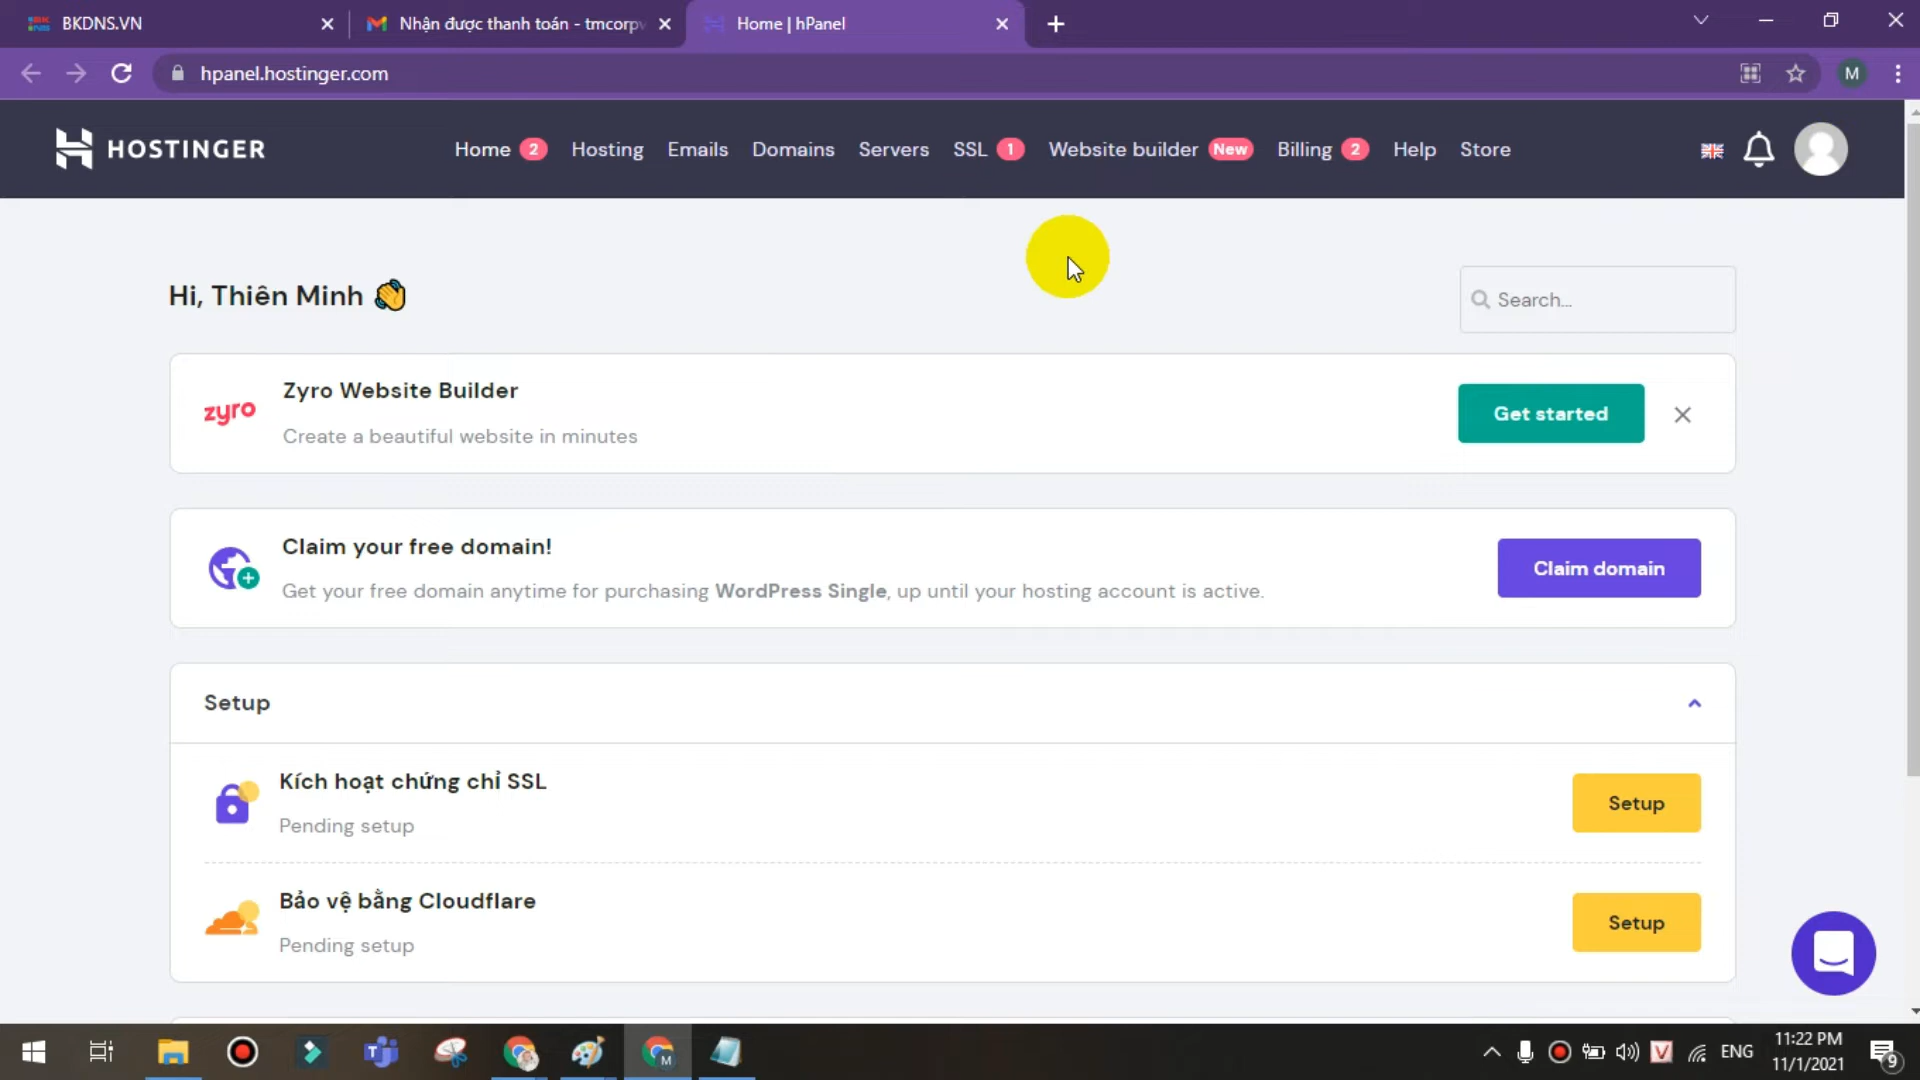 BKDNS.VN
Nhận được thanh toán - tmcorpv
Home | hPanel
hpanel.hostinger.com
M
HOSTINGER
Home 2 Hosting Emails Domains Servers SSL 1 Website builder New Billing 2 Help Store
Hi, Thiên Minh
Search...
zyro
Zyro Website Builder
Create a beautiful website in minutes
Get started
Claim your free domain!
Get your free domain anytime for purchasing WordPress Single, up until your hosting account is active.
Claim domain
Setup
Kích hoạt chứng chỉ SSL
Pending setup
Setup
Bảo vệ bằng Cloudflare
Pending setup
Setup
ENG
11:22 PM
11/1/2021
9